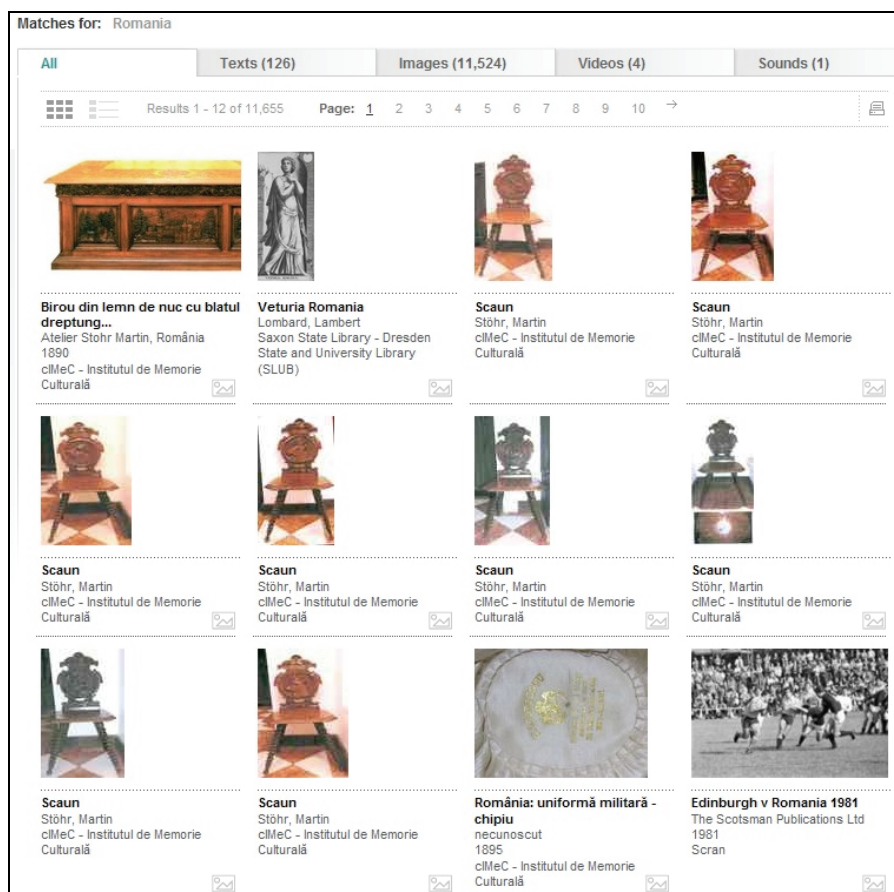 Matches for: Romania
All Texts (126) Images (11,524) Videos (4) Sounds (1)
Results 1 - 12 of 11,655 Page: 1 2 3 4 5 6 7 8 9 10 →
Birou din lemn de nuc cu blatul
dreptung...
Atelier Stohr Martin, România
1890
cIMeC - Institutul de Memorie
Culturală
Veturia Romania
Lombard, Lambert
Saxon State Library - Dresden
State and University Library
(SLUB)
Scaun
Stöhr, Martin
cIMeC - Institutul de Memorie
Culturală
Scaun
Stöhr, Martin
cIMeC - Institutul de Memorie
Culturală
Scaun
Stöhr, Martin
cIMeC - Institutul de Memorie
Culturală
Scaun
Stöhr, Martin
cIMeC - Institutul de Memorie
Culturală
Scaun
Stöhr, Martin
cIMeC - Institutul de Memorie
Culturală
Scaun
Stöhr, Martin
cIMeC - Institutul de Memorie
Culturală
Scaun
Stöhr, Martin
cIMeC - Institutul de Memorie
Culturală
Scaun
Stöhr, Martin
cIMeC - Institutul de Memorie
Culturală
România: uniformă militară -
chipiu
necunoscut
1895
cIMeC - Institutul de Memorie
Culturală
Edinburgh v Romania 1981
The Scotsman Publications Ltd
1981
Scran